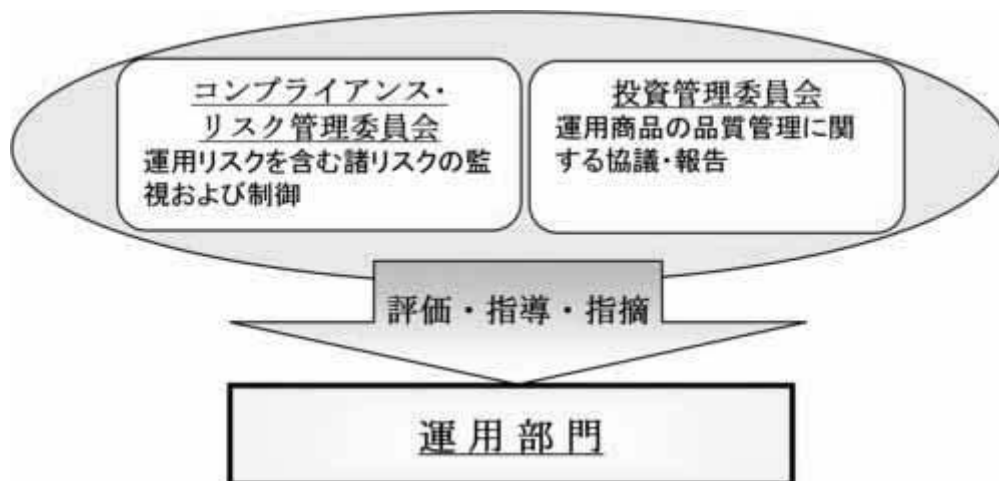 コンプライアンス・
リスク管理委員会
運用リスクを含む諸リスクの監
視および制御
投資管理委員会
運用商品の品質管理に関
する協議・報告
評価・指導・指摘
運用部門